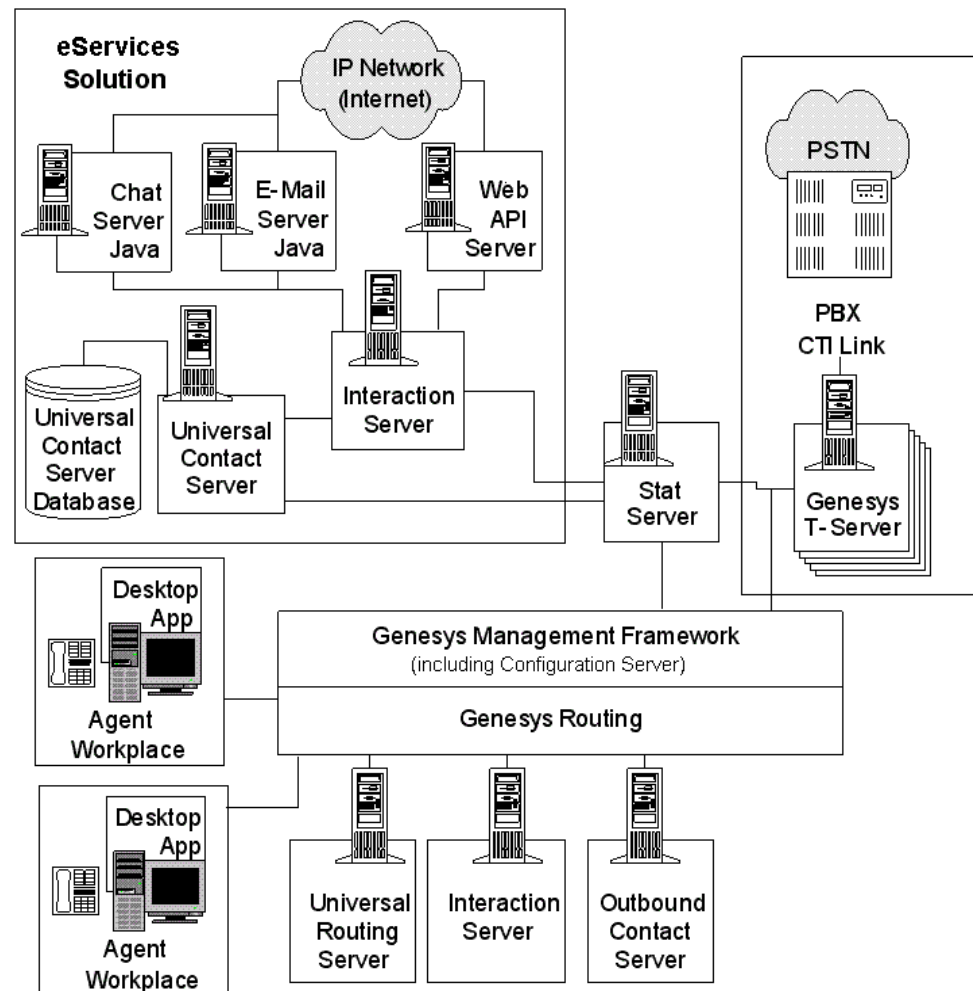 eServices
Solution
IP Network
(Internet)
Chat
Server
Java
E-Mail
Server
Java
Web
API
Server
PSTN
PBX
CTI Link
Universal
Contact
Server
Database
Universal
Contact
Server
Interaction
Server
Stat
Server
Genesys
T-Server
Desktop
App
Agent
Workplace
Genesys Management Framework
(including Configuration Server)
Genesys Routing
Desktop
App
Agent
Workplace
Universal
Routing
Server
Interaction
Server
Outbound
Contact
Server